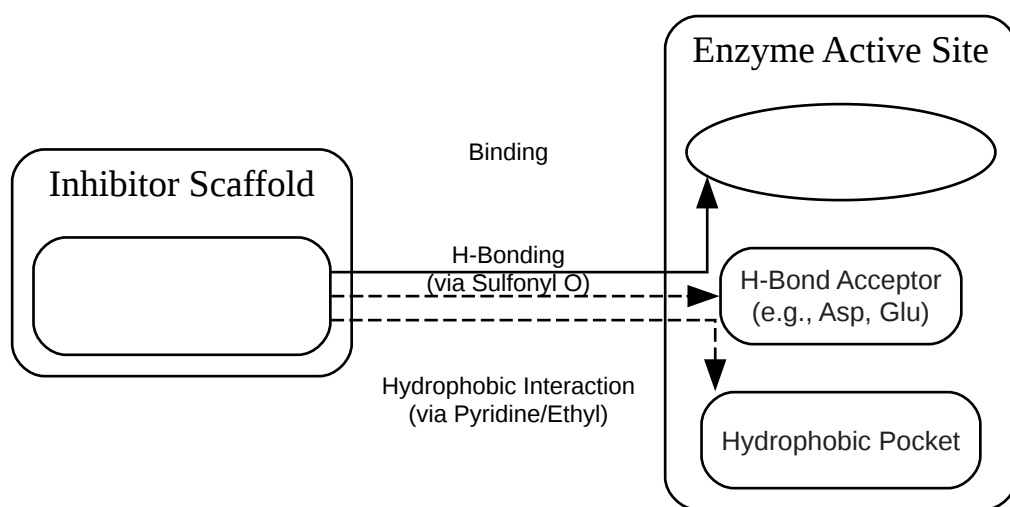 Enzyme Active Site
Binding
Inhibitor Scaffold
H-Bonding
(via Sulfonyl O)
H-Bond Acceptor
(e.g., Asp, Glu)
Hydrophobic Interaction
(via Pyridine/Ethyl)
Hydrophobic Pocket